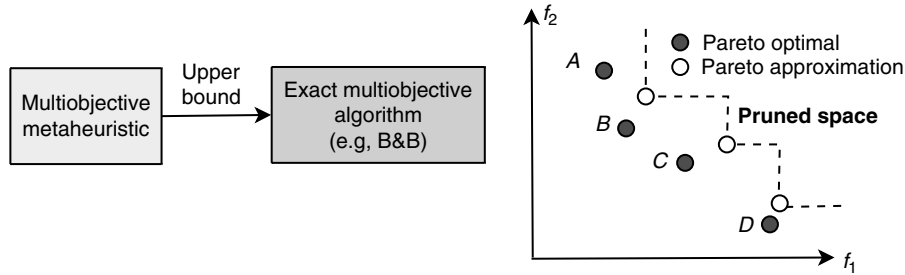 Multiobjective
metaheuristic
Upper
bound
Exact multiobjective
algorithm
(e.g, B&B)
f2
Pareto optimal
Pareto approximation
Pruned space
A
B
C
D
f1